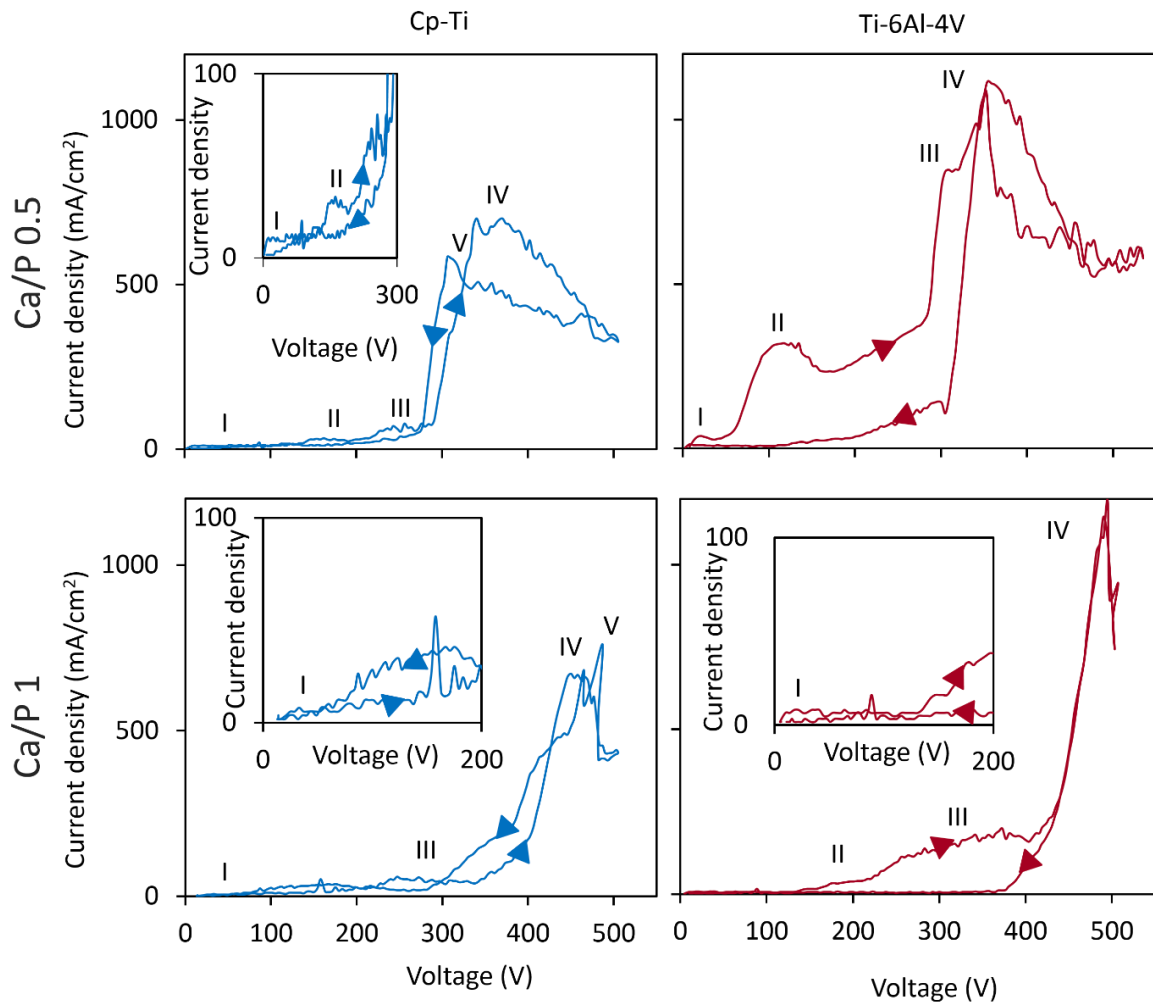 Cp-Ti
Ti-6Al-4V
Ca/P 0.5
Current density (mA/cm²)
1000
500
0
100
0
Current density
0
300
Voltage (V)
I
II
I
II
III
IV
V
I
II
III
IV
Ca/P 1
Current density (mA/cm²)
1000
500
0
100
0
Current density
0
200
Voltage (V)
I
I
III
IV
V
0
100
200
300
400
500
Voltage (V)
100
0
Current density
0
200
Voltage (V)
I
II
III
IV
0
100
200
300
400
500
Voltage (V)